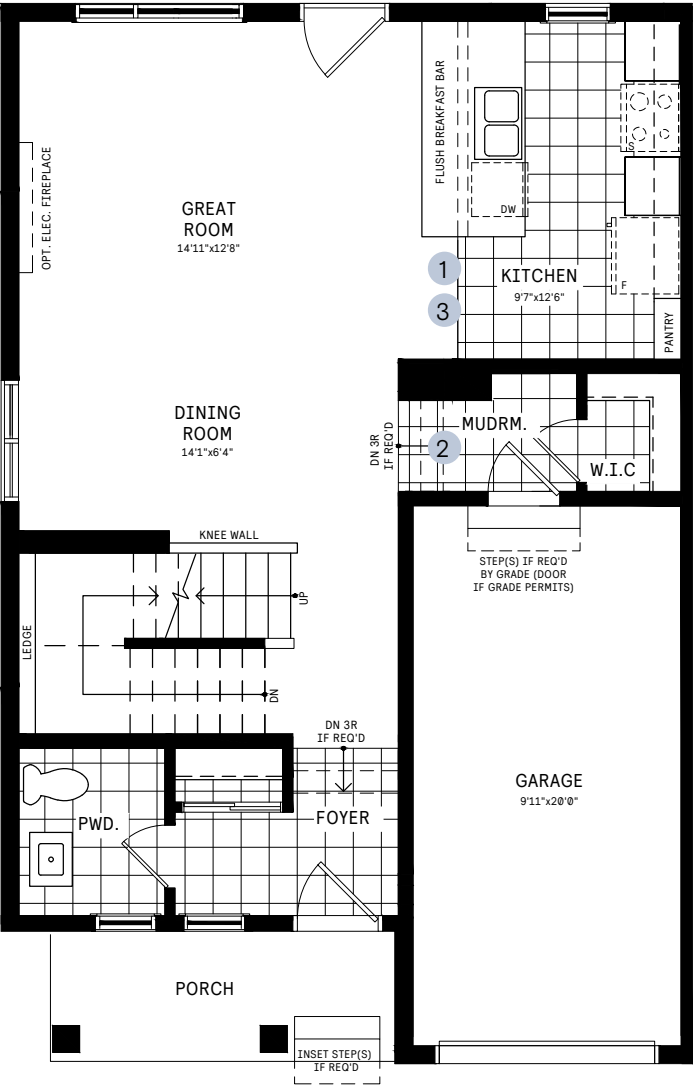 FLUSH BREAKFAST BAR
OPT. ELEC. FIREPLACE
GREAT
ROOM
14'11"x12'8"
S
DW
1
KITCHEN
9'7"x12'6"
F
3
PANTRY
DINING
ROOM
14'1"x6'4"
DN 3R
IF REQ'D
MUDRM.
2
W.I.C
KNEE WALL
STEP(S) IF REQ'D
BY GRADE (DOOR
IF GRADE PERMITS)
UP
LEDGE
DN
DN 3R
IF REQ'D
GARAGE
9'11"x20'0"
PWD.
FOYER
PORCH
INSET STEP(S)
IF REQ'D